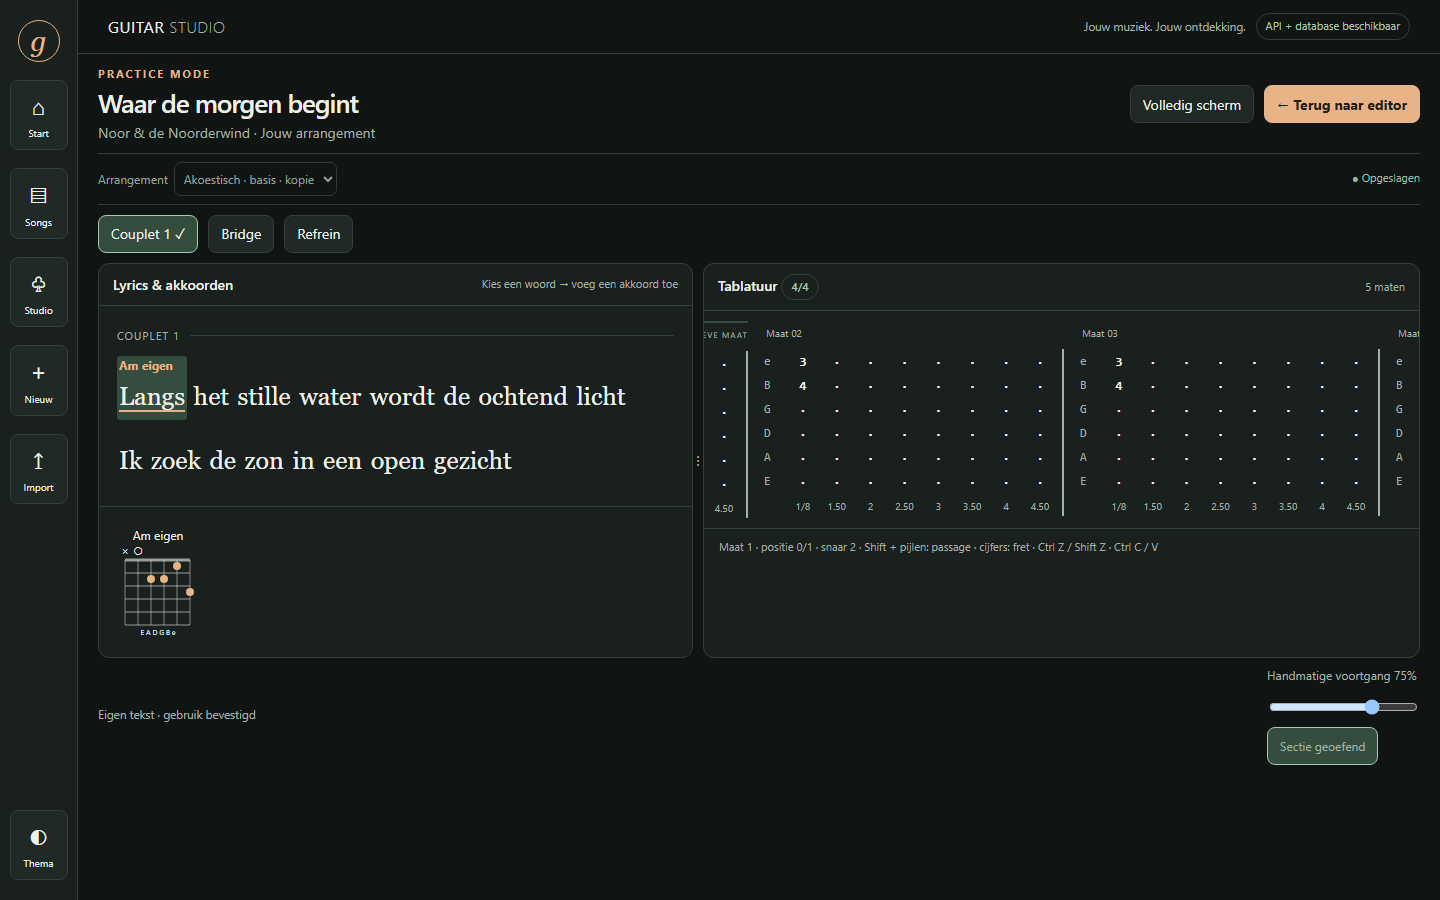 g
GUITAR STUDIO
Jouw muziek. Jouw ontdekking.
API + database beschikbaar
Start
Songs
Studio
Nieuw
Import
Thema
PRACTICE MODE
Waar de morgen begint
Noor & de Noorderwind · Jouw arrangement
Volledig scherm
← Terug naar editor
Arrangement
Akoestisch · basis · kopie
● Opgeslagen
Couplet 1 ✓
Bridge
Refrein
Lyrics & akkoorden
Kies een woord → voeg een akkoord toe
COUPLET 1
Am eigen
Langs het stille water wordt de ochtend licht
Ik zoek de zon in een open gezicht
Am eigen
× ○
E A D G B e
Tablatuur 4/4
5 maten
EVE MAAT
Maat 02
Maat 03
Maat
. e 3 . . . . . . . e 3 . . . . . . . e
. B 4 . . . . . . . B 4 . . . . . . . B
. G . . . . . . . . G . . . . . . . . G
. D . . . . . . . . D . . . . . . . . D
. A . . . . . . . . A . . . . . . . . A
. E . . . . . . . . E . . . . . . . . E
4.50 1/8 1.50 2 2.50 3 3.50 4 4.50 1/8 1.50 2 2.50 3 3.50 4 4.50
Maat 1 · positie 0/1 · snaar 2 · Shift + pijlen: passage · cijfers: fret · Ctrl Z / Shift Z · Ctrl C / V
Eigen tekst · gebruik bevestigd
Handmatige voortgang 75%
Sectie geoefend